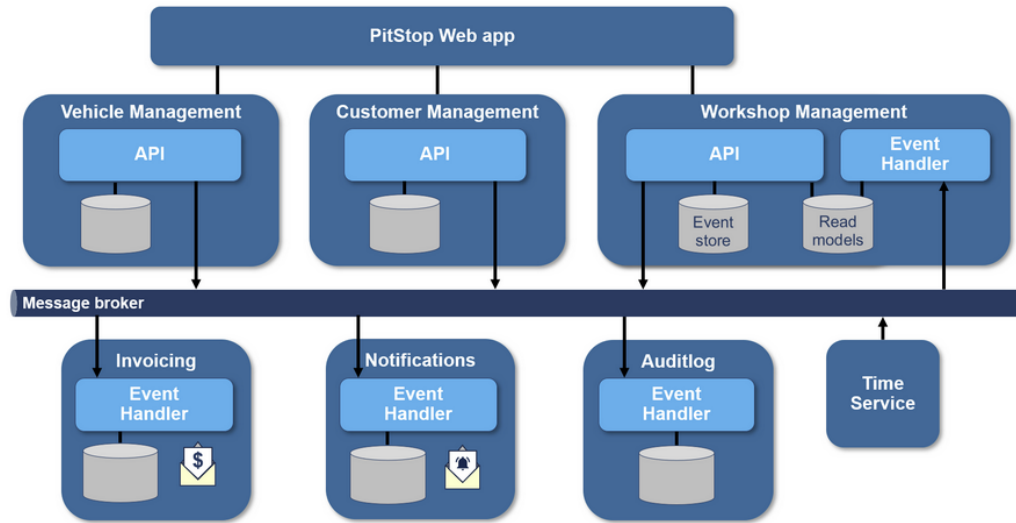 PitStop Web app
Vehicle Management
API
Customer Management
API
Workshop Management
API
Event
Handler
Event
store
Read
models
Message broker
Invoicing
Event
Handler
$
Notifications
Event
Handler
Auditlog
Event
Handler
Time
Service